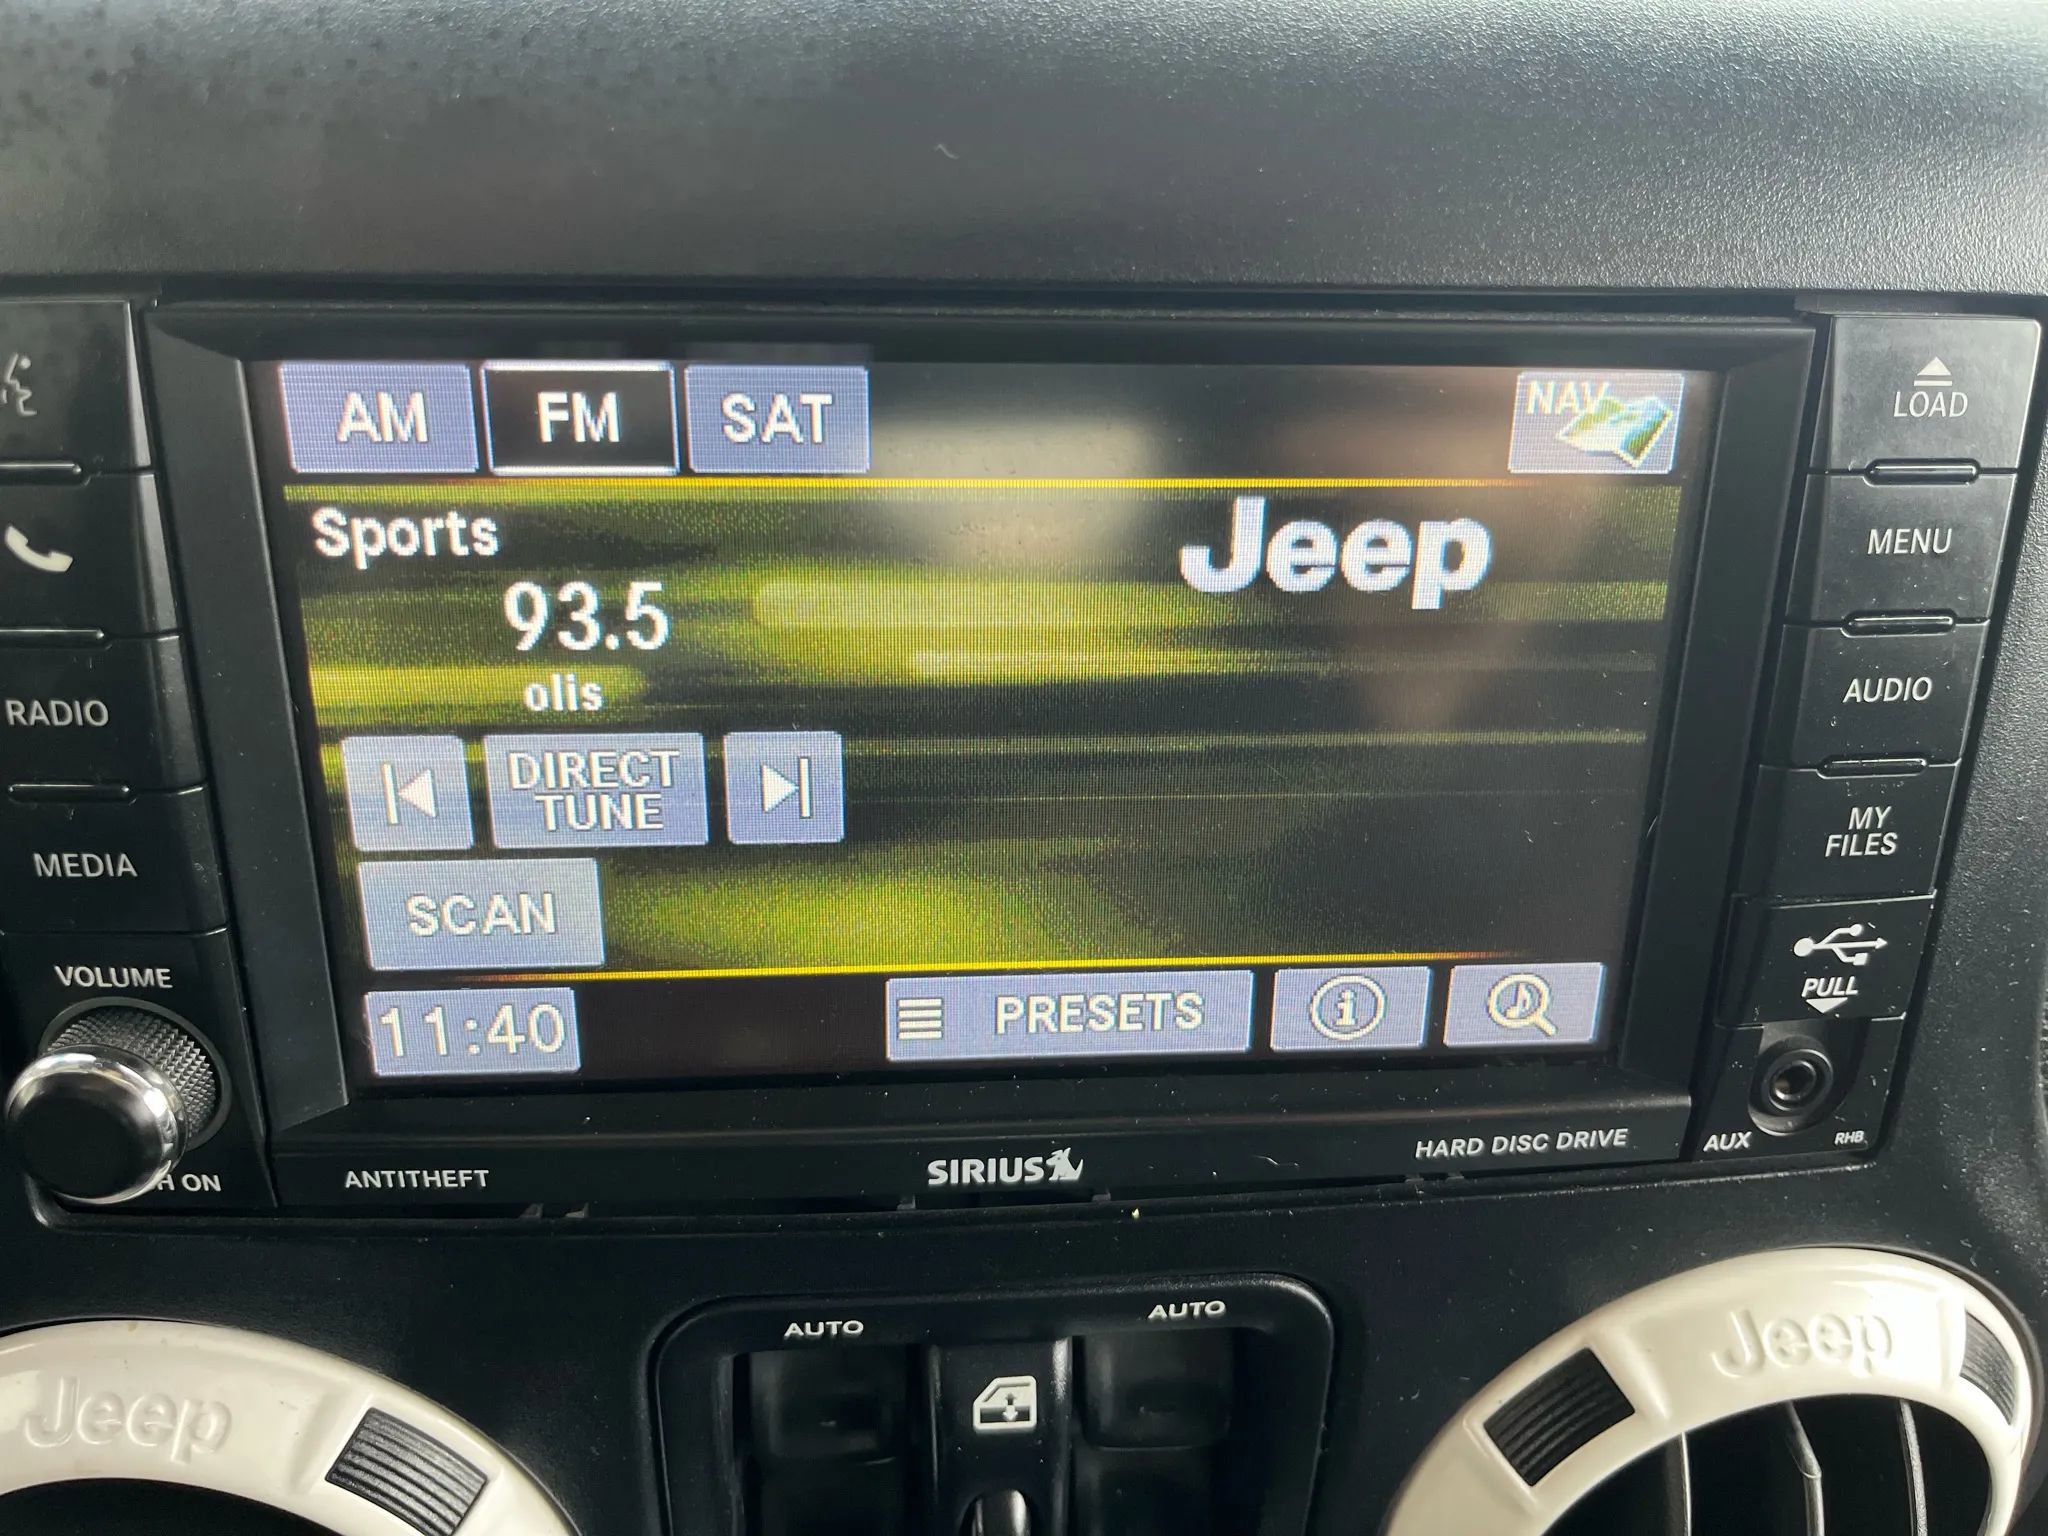 AM FM SAT NAV
LOAD
Sports
Jeep
MENU
93.5
olis
RADIO
AUDIO
DIRECT
TUNE
MEDIA
MY
FILES
SCAN
VOLUME
11:40
PRESETS
PULL
AUX
RHB
ON
ANTITHEFT
SIRIUS
HARD DISC DRIVE
AUTO
AUTO
Jeep
Jeep